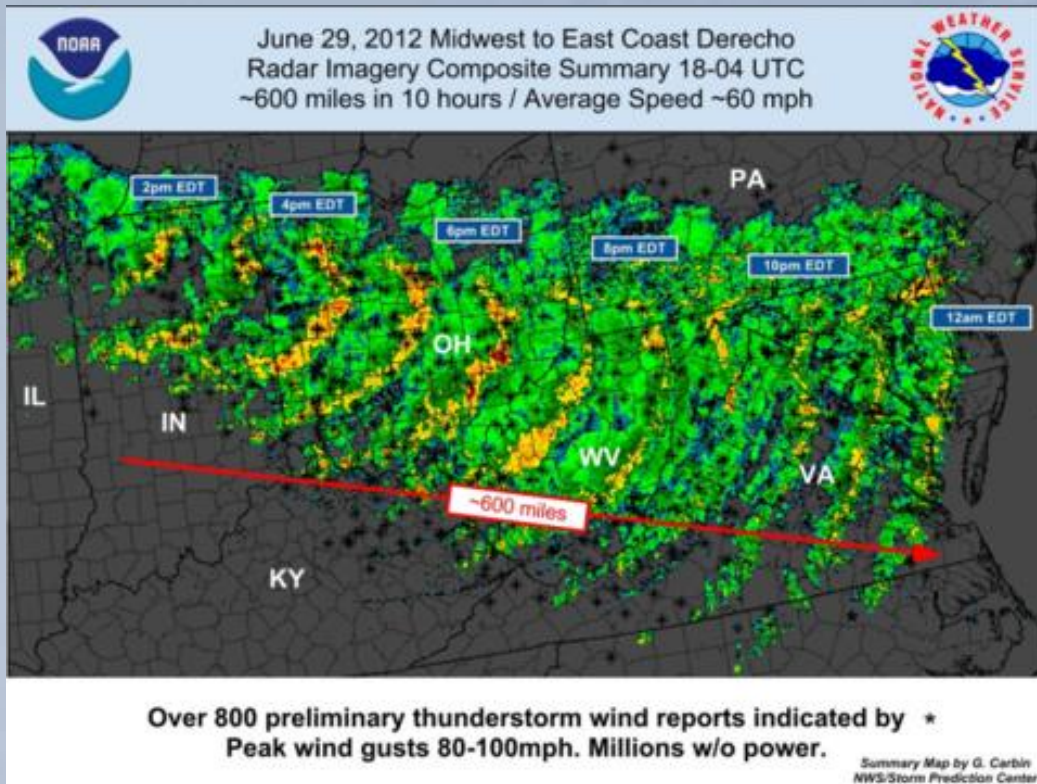 NOAA
NATIONAL WEATHER SERVICE
June 29, 2012 Midwest to East Coast Derecho
Radar Imagery Composite Summary 18-04 UTC
~600 miles in 10 hours / Average Speed ~60 mph
PA
2pm EDT
4pm EDT
6pm EDT
8pm EDT
10pm EDT
12am EDT
OH
IL
IN
WV
VA
~600 miles
KY
Over 800 preliminary thunderstorm wind reports indicated by *
Peak wind gusts 80-100mph. Millions w/o power.
Summary Map by G. Carbin
NWS/Storm Prediction Center